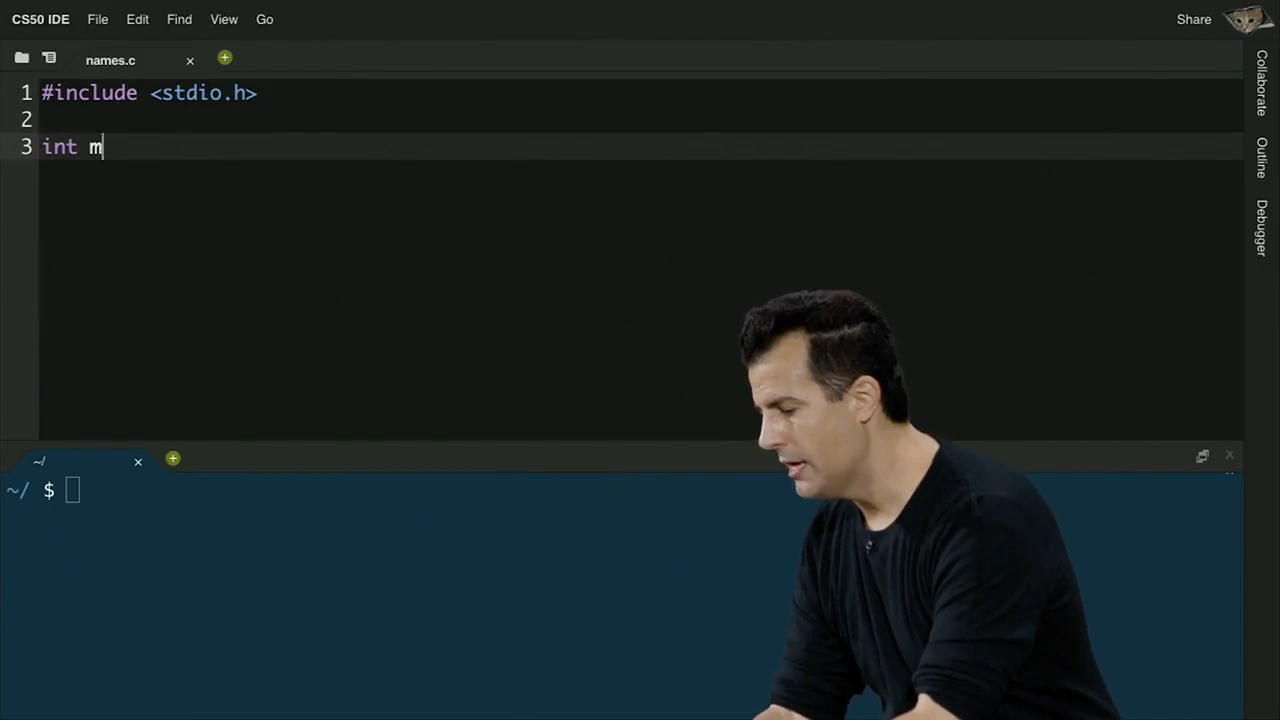 CS50 IDE File Edit Find View Go Share
names.c
1 #include <stdio.h>
2
3 int m
~/
~/ $
Collaborate
Outline
Debugger